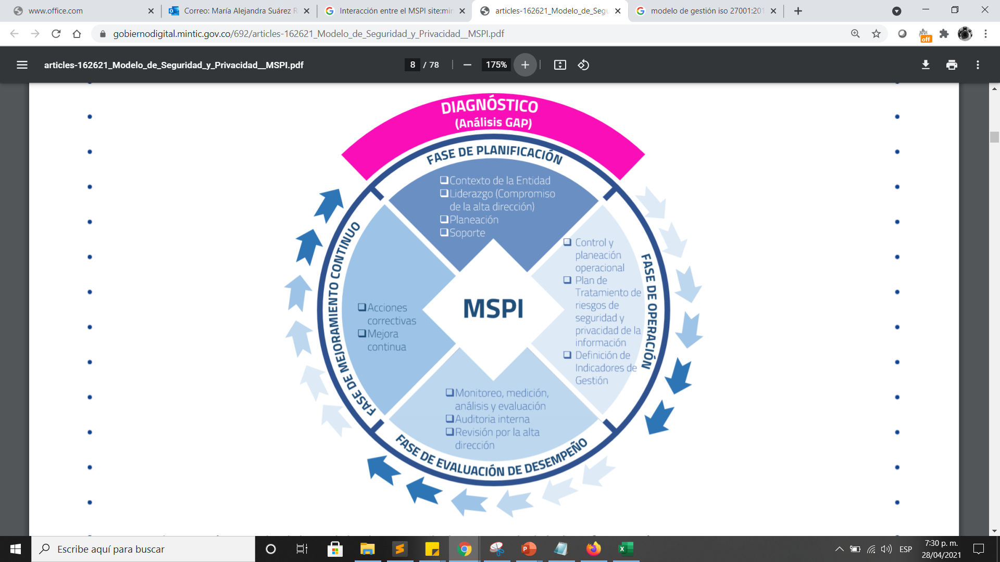 www.office.com
Correo: María Alejandra Suárez R
Interacción entre el MSPI site:min
articles-162621_Modelo_de_Segu
modelo de gestión iso 27001:201
gobiernodigital.mintic.gov.co/692/articles-162621_Modelo_de_Seguridad_y_Privacidad__MSPI.pdf
off
articles-162621_Modelo_de_Seguridad_y_Privacidad__MSPI.pdf
8 / 78
175%
DIAGNÓSTICO
(Análisis GAP)
FASE DE PLANIFICACIÓN
Contexto de la Entidad
Liderazgo (Compromiso
de la alta dirección)
Planeación
Soporte
FASE DE OPERACIÓN
Control y
planeación
operacional
Plan de
Tratamiento de
riesgos de
seguridad y
privacidad de la
información
Definición de
Indicadores de
Gestión
MSPI
FASE DE EVALUACIÓN DE DESEMPEÑO
Monitoreo, medición,
análisis y evaluación
Auditoria interna
Revisión por la alta
dirección
FASE DE MEJORAMIENTO CONTINUO
Acciones
correctivas
Mejora
continua
Escribe aquí para buscar
ESP
7:30 p. m.
28/04/2021